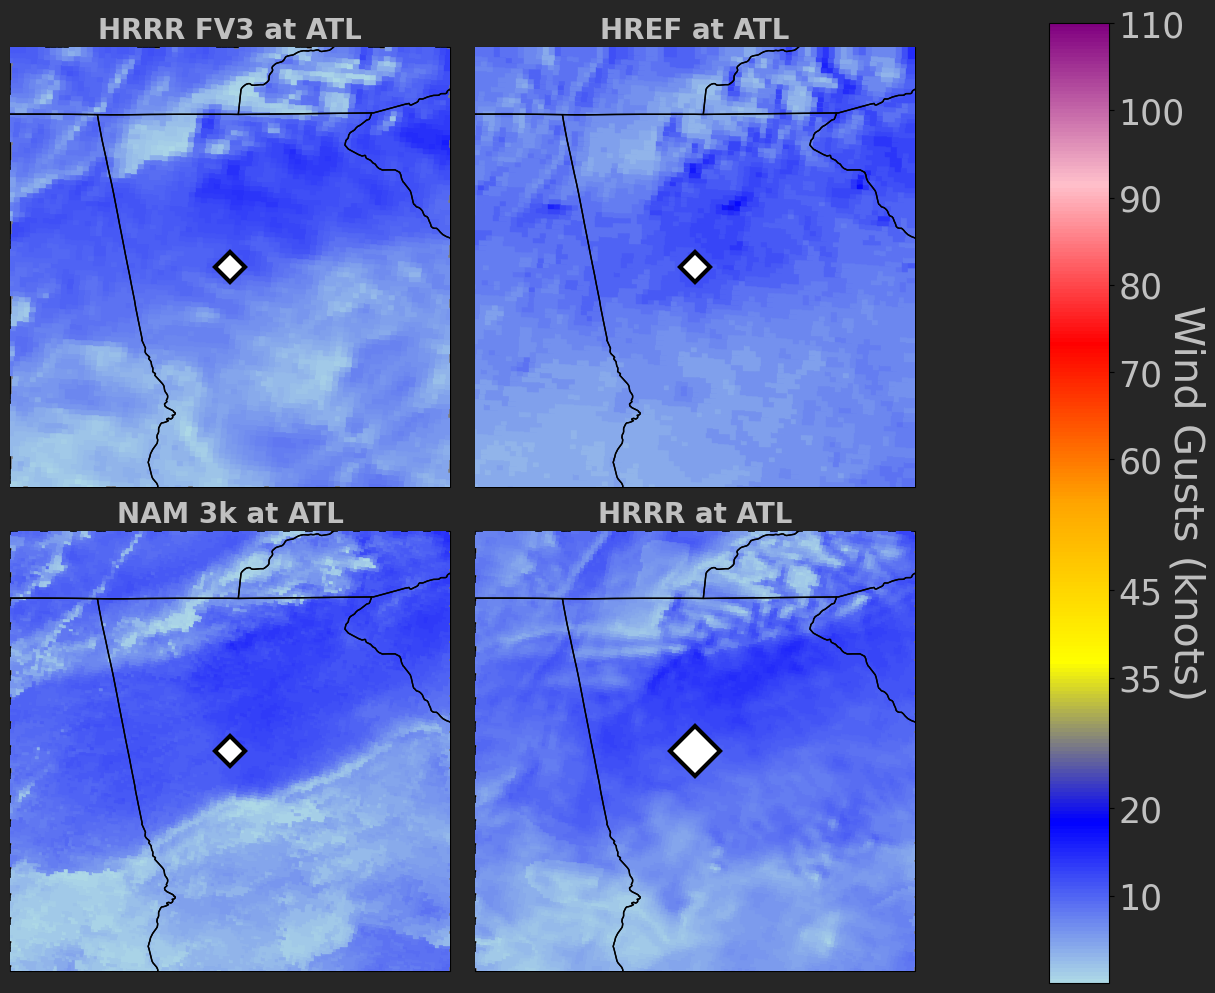 HRRR FV3 at ATL
HREF at ATL
NAM 3k at ATL
HRRR at ATL
110
100
90
80
70
60
45
35
20
10
Wind Gusts (knots)